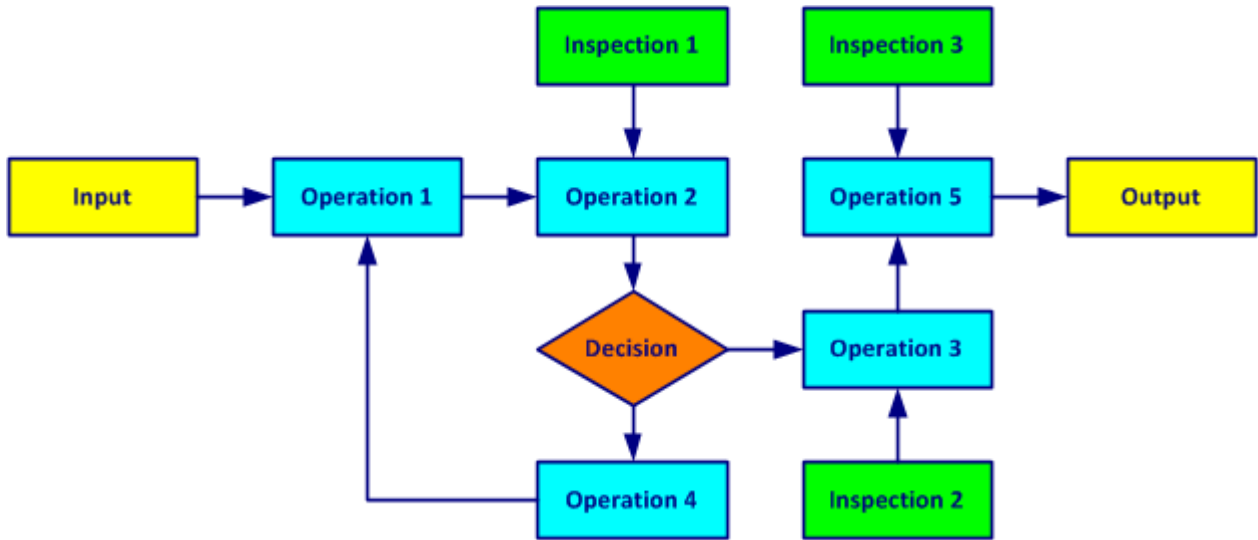 Inspection 1
Inspection 3
Input
Operation 1
Operation 2
Operation 5
Output
Decision
Operation 3
Operation 4
Inspection 2